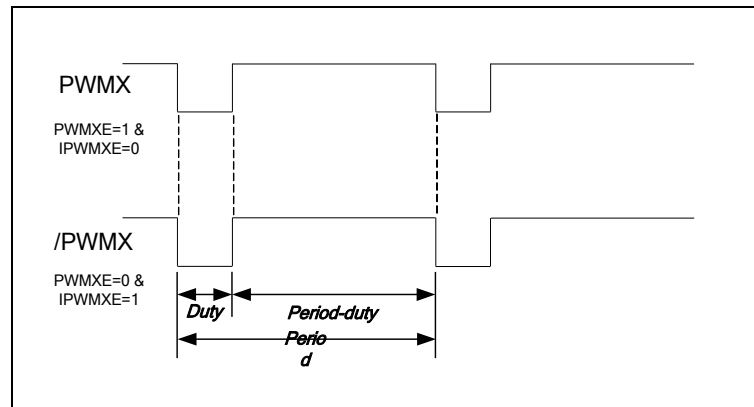 PWMX
PWMXE=1 &
IPWMXE=0
/PWMX
PWMXE=0 &
IPWMXE=1
Duty
Period-duty
Perio
d